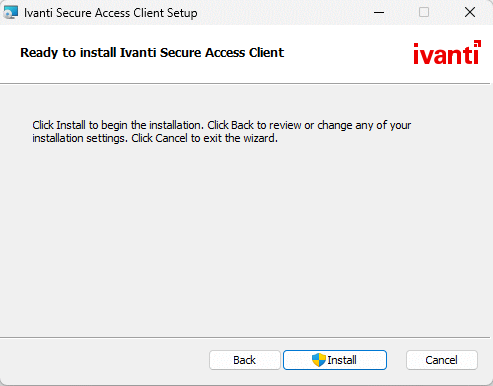 Ivanti Secure Access Client Setup
Ready to install Ivanti Secure Access Client
ivanti
Click Install to begin the installation. Click Back to review or change any of your
installation settings. Click Cancel to exit the wizard.
Back
Install
Cancel